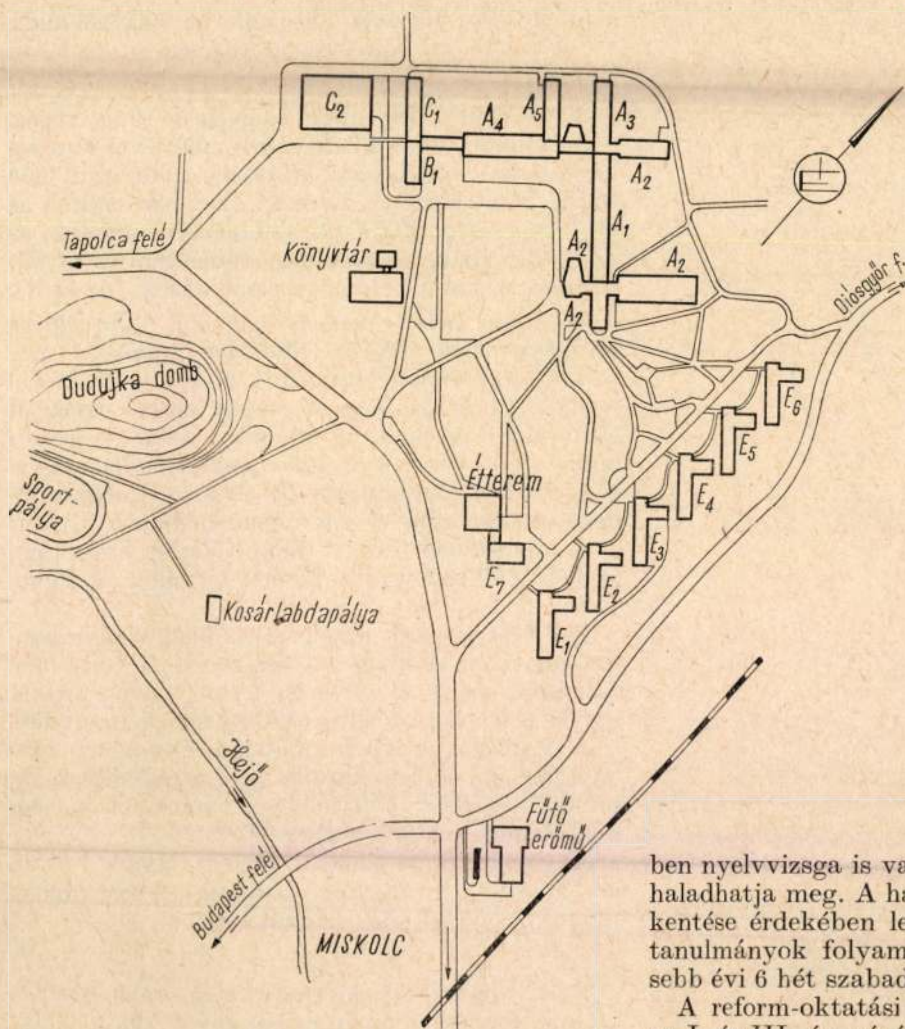 C2
C1
A4
A5
A3
B1
A2
A1
Tapolca felé
Könyvtár
A2
A2
A2
Diósgyőr f.
Dudujka domb
E6
E5
Sport-
pálya
Étterem
E4
E3
E7
E2
Kosárlabdapálya
E1
Hejő
Fűtő
erőmű
Budapest felé
MISKOLC
ben nyelvvizsga is va
haladhatja meg. A ha
kentése érdekében le
tanulmányok folyam
sebb évi 6 hét szabad
A reform-oktatási